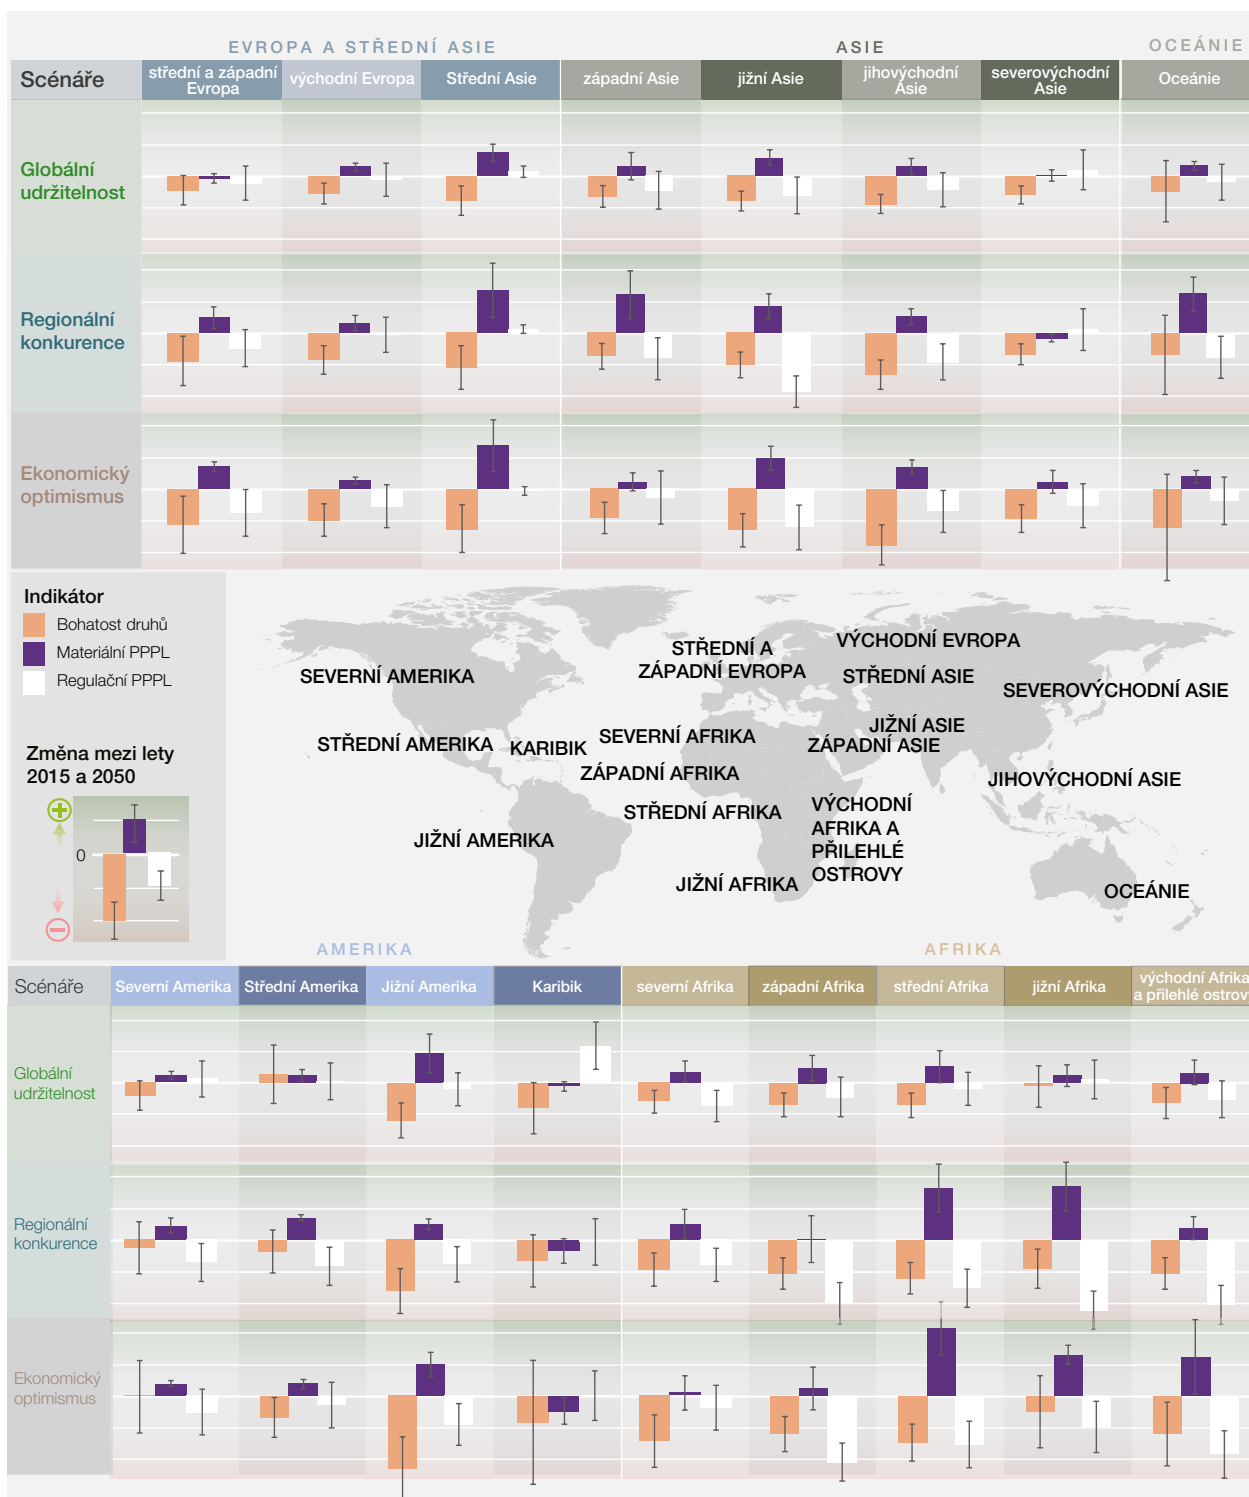 EVROPA A STŘEDNÍ ASIE
ASIE
OCEÁNIE
Scénáře
střední a západní
Evropa
východní Evropa
Střední Asie
západní Asie
jižní Asie
jihovýchodní
Asie
severovýchodní
Asie
Oceánie
Globální
udržitelnost
Regionální
konkurence
Ekonomický
optimismus
Indikátor
Bohatost druhů
Materiální PPPL
Regulační PPPL
Změna mezi lety
2015 a 2050
0
SEVERNÍ AMERIKA
STŘEDNÍ AMERIKA
KARIBIK
JIŽNÍ AMERIKA
STŘEDNÍ A
ZÁPADNÍ EVROPA
VÝCHODNÍ EVROPA
STŘEDNÍ ASIE
SEVEROVÝCHODNÍ ASIE
JIŽNÍ ASIE
ZÁPADNÍ ASIE
JIHOVÝCHODNÍ ASIE
SEVERNÍ AFRIKA
ZÁPADNÍ AFRIKA
STŘEDNÍ AFRIKA
VÝCHODNÍ
AFRIKA A
PŘILEHLÉ
OSTROVY
JIŽNÍ AFRIKA
OCEÁNIE
AMERIKA
AFRIKA
Scénáře
Severní Amerika
Střední Amerika
Jižní Amerika
Karibik
severní Afrika
západní Afrika
střední Afrika
jižní Afrika
východní Afrika
a přilehlé ostrovy
Globální
udržitelnost
Regionální
konkurence
Ekonomický
optimismus